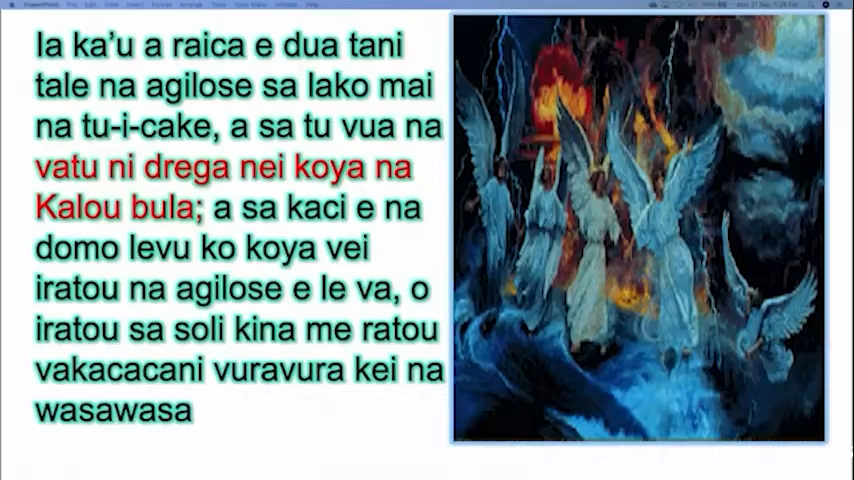 Ia ka'u a raica e dua tani
tale na agilose sa lako mai
na tu-i-cake, a sa tu vua na
vatu ni drega nei koya na
Kalou bula; a sa kaci e na
domo levu ko koya vei
iratou na agilose e le va, o
iratou sa soli kina me ratou
vakacacani vuravura kei na
wasawasa